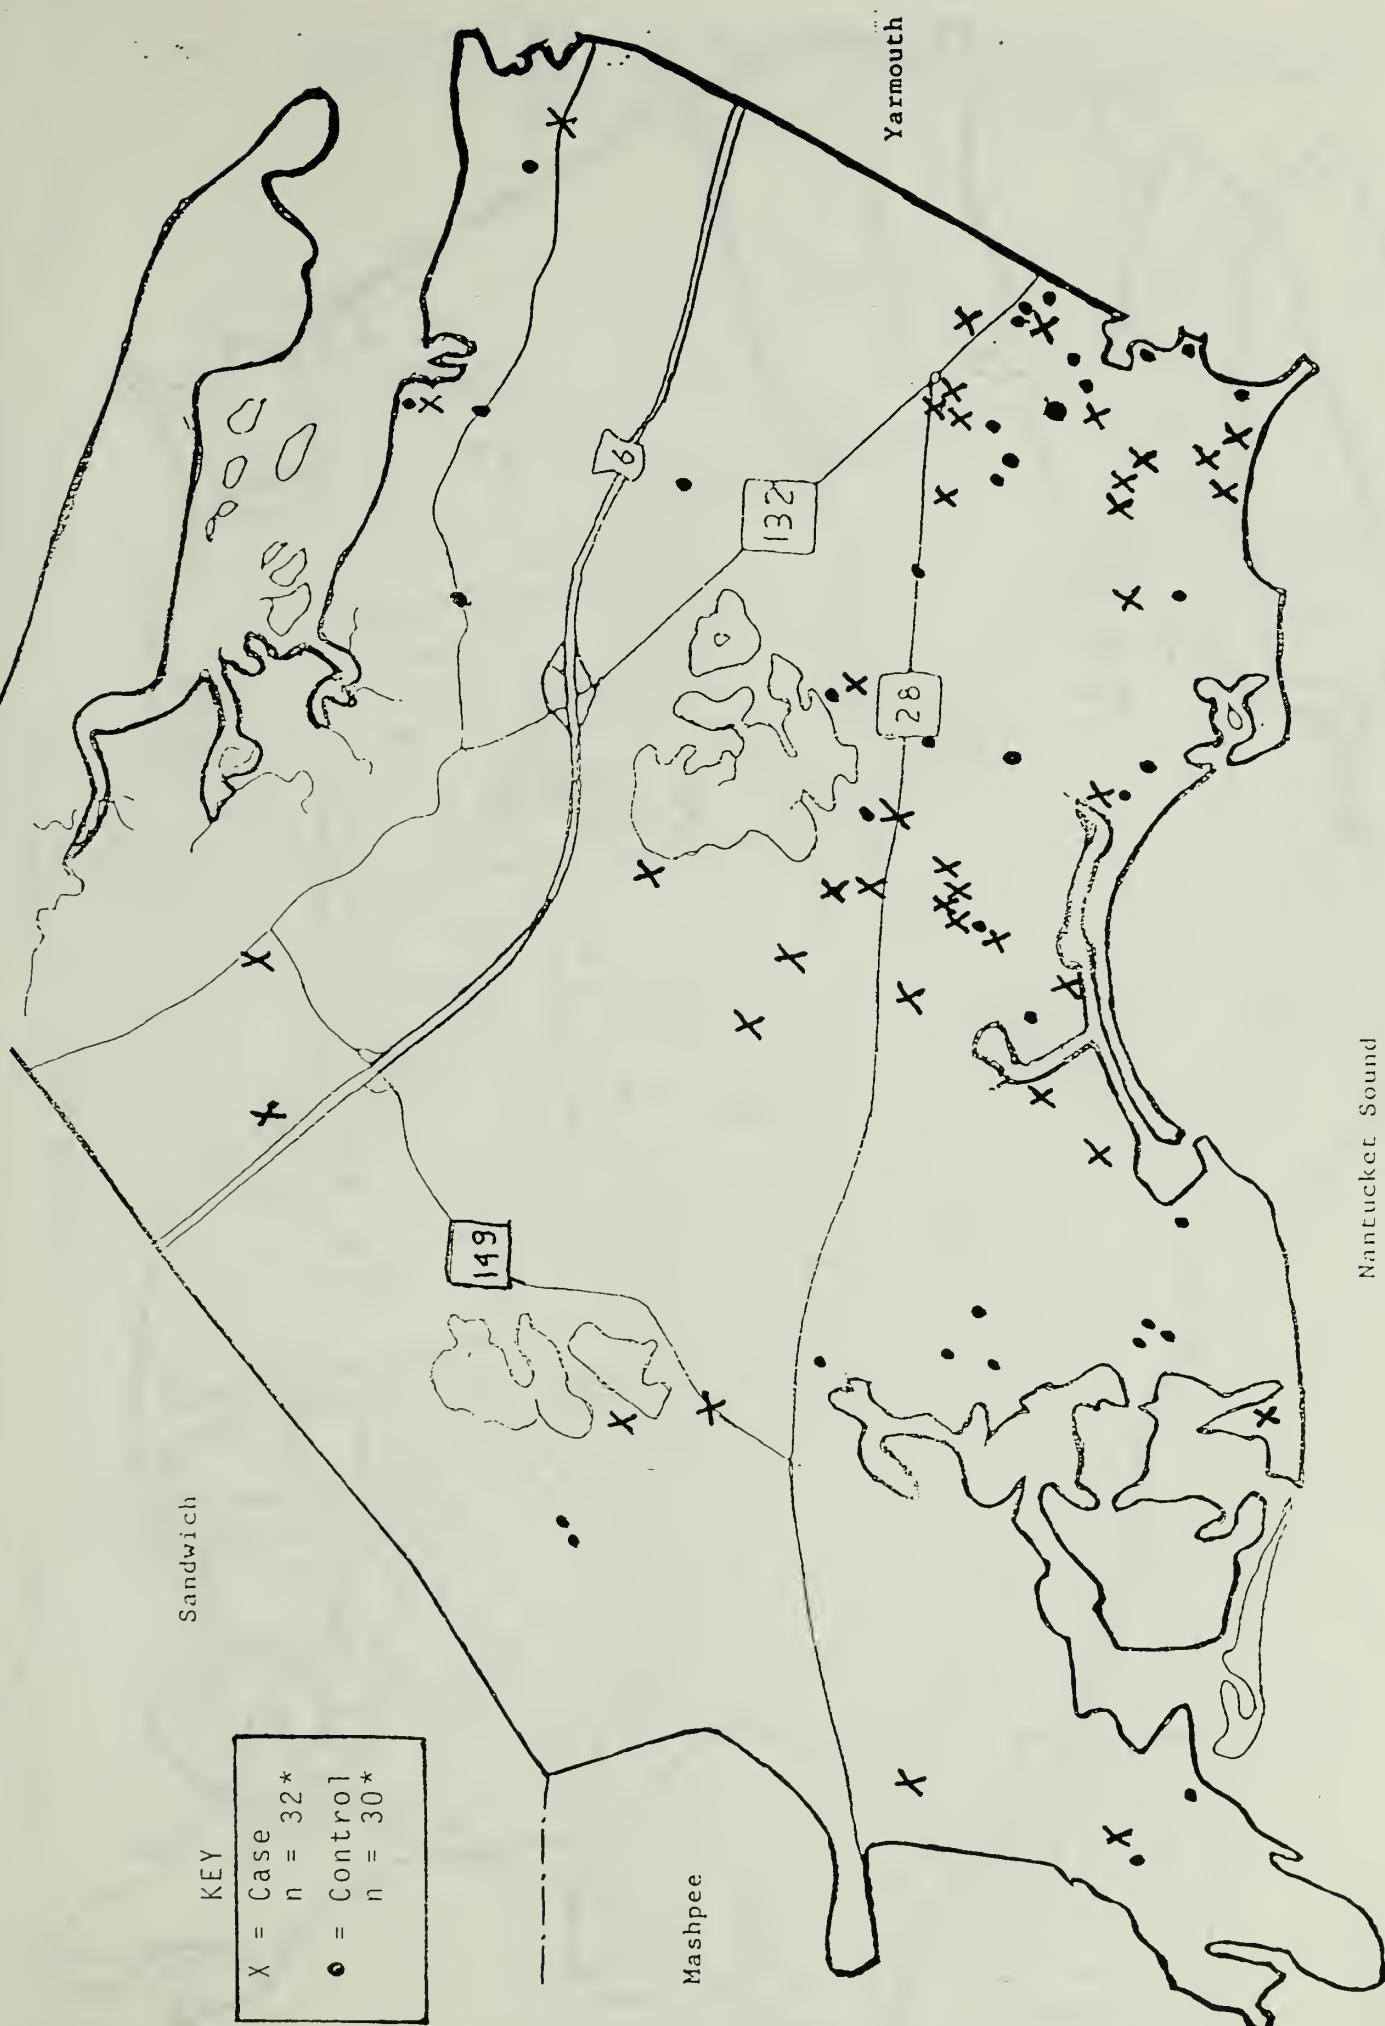 KEY
X = Case
n = 32*
● = Control
n = 30*
Sandwich
Mashpee
Yarmouth
Nantucket Sound
149
6
132
28